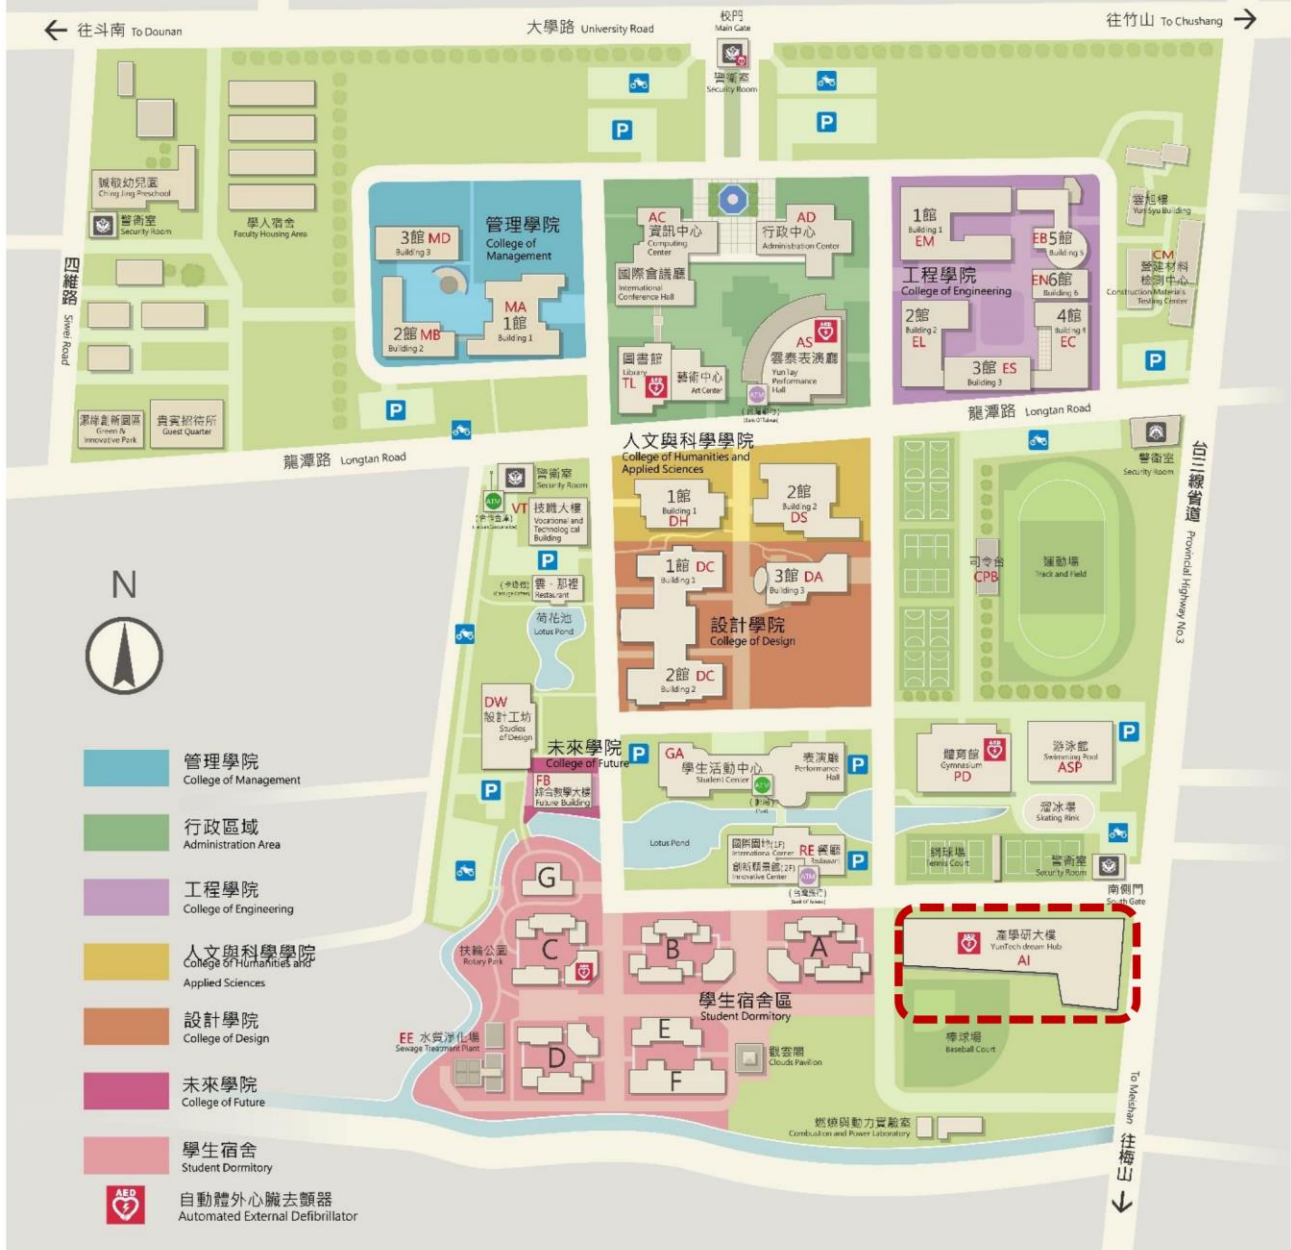 往斗南 To Dounan
大學路 University Road
校門
Main Gate
往竹山 To Chushang
警衛室
Security Room
P
P
誠敬幼兒園
Ching Jing Preschool
警衛室
Security Room
學人宿舍
Faculty Housing Area
四維路 Siwei Road
3館 MD
Building 3
管理學院
College of
Management
MA
1館
Building 1
2館 MB
Building 2
AC
資訊中心
Computing
Center
AD
行政中心
Administration Center
國際會議廳
International
Conference Hall
圖書館
Library
TL
藝術中心
Art Center
AED
AS
雲泰表演廳
YunTay
Performance
Hall
ATM
1館
Building 1
EM
EB 5館
Building 5
工程學院
College of Engineering
EN 6館
Building 6
2館
Building 2
EL
4館
Building 4
EC
3館 ES
Building 3
雲旭樓
Yun Syu Building
CM
營建材料
檢測中心
Construction Materials
Testing Center
P
P
貴賓招待所
Guest Quarter
Green &
Innovative Park
龍潭路 Longtan Road
龍潭路 Longtan Road
警衛室
Security Room
台三線省道 Provincial Highway No.3
人文與科學學院
College of Humanities and
Applied Sciences
1館
Building 1
DH
2館
Building 2
DS
警衛室
Security Room
ATM
VT 技職大樓
Vocational and
Technological
Building
P
雲・那裡
Restaurant
荷花池
Lotus Pond
1館 DC
Building 1
3館 DA
Building 3
設計學院
College of Design
2館 DC
Building 2
司令台
CPB
運動場
Track and Field
N
DW
設計工坊
Studios
of Design
未來學院
College of Future
P
FB
綜合教學大樓
Future Building
P
GA
學生活動中心
Student Center
ATM
表演廳
Performance
Hall
P
體育館
Gymnasium
PD
AED
游泳館
Swimming Pool
ASP
P
溜冰場
Skating Rink
Lotus Pond
國際園地(1F)
International Corner
創新願景館(2F)
Innovative Center
RE 餐廳
Restaurant
ATM
P
網球場
Tennis Court
警衛室
Security Room
南側門
South Gate
G
扶輪公園
Rotary Park
C
B
A
學生宿舍區
Student Dormitory
產學研大樓
YunTech dream Hub
AI
棒球場
Baseball Court
EE 水質淨化場
Sewage Treatment Plant
D
E
F
觀雲閣
Clouds Pavilion
燃燒與動力實驗室
Combustion and Power Laboratory
To Meishan 往梅山
管理學院
College of Management
行政區域
Administration Area
工程學院
College of Engineering
人文與科學學院
College of Humanities and
Applied Sciences
設計學院
College of Design
未來學院
College of Future
學生宿舍
Student Dormitory
AED
自動體外心臟去顫器
Automated External Defibrillator